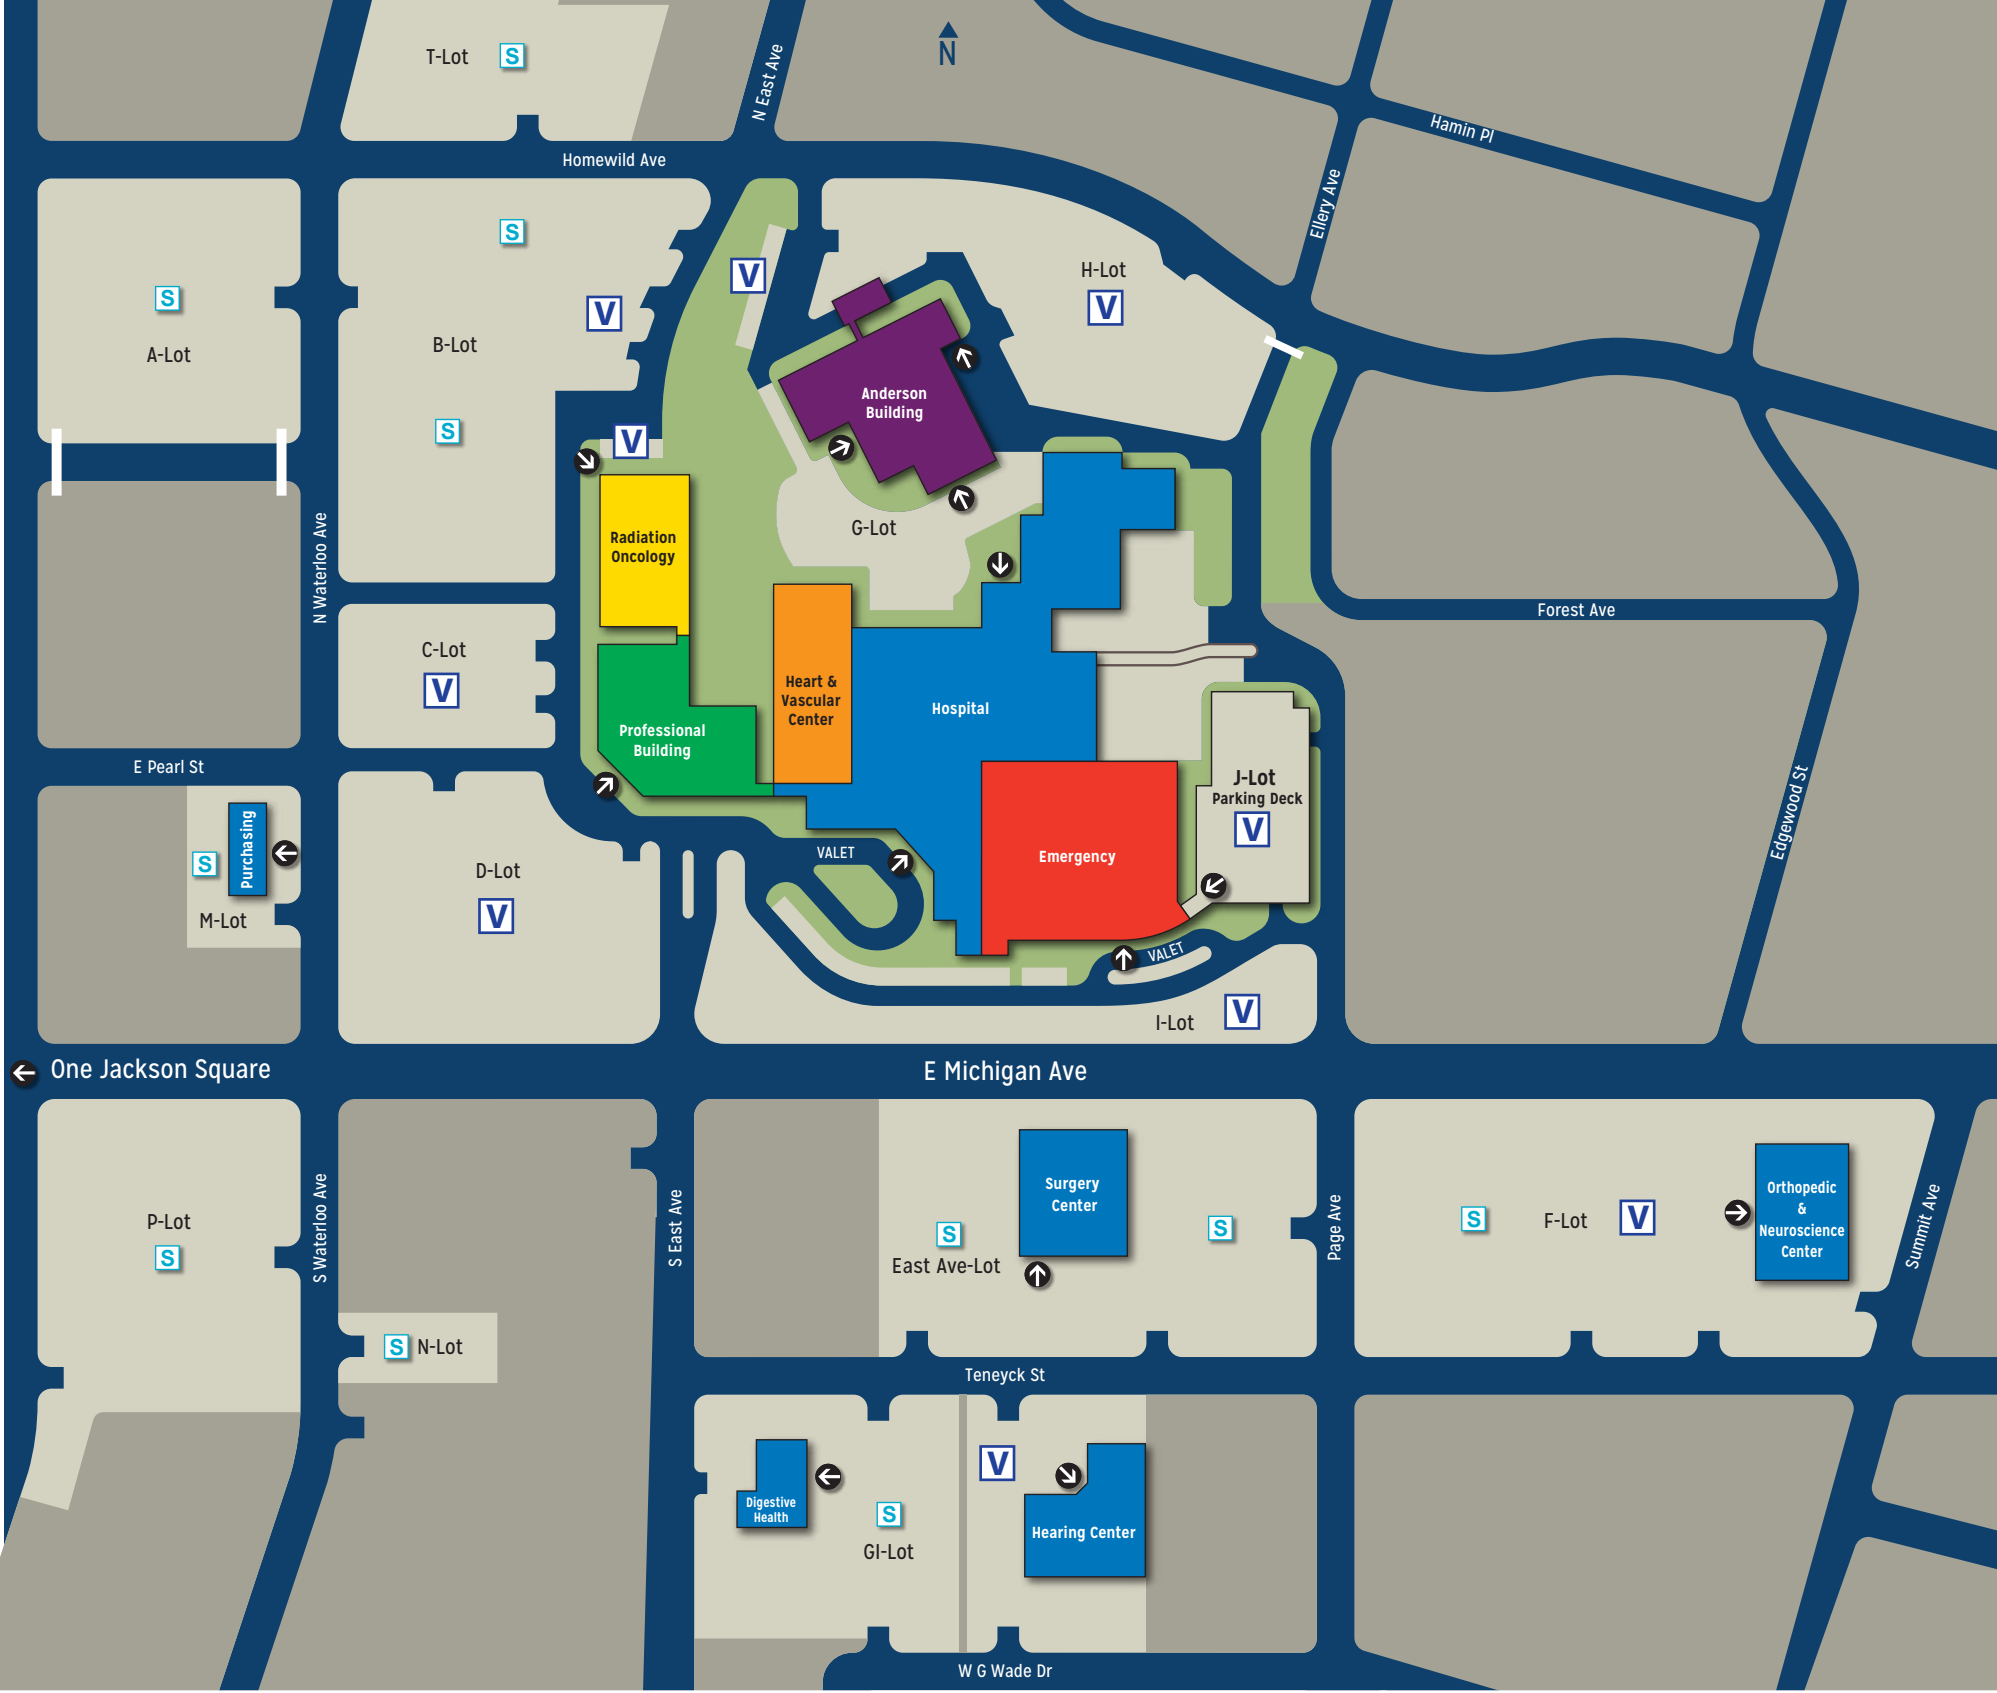 T-Lot
S
N East Ave
N
Hamin Pl
Homewild Ave
Ellery Ave
S
V
V
H-Lot
V
S
A-Lot
B-Lot
S
V
Anderson
Building
N Waterloo Ave
Radiation
Oncology
G-Lot
Forest Ave
C-Lot
V
Heart &
Vascular
Center
Hospital
Professional
Building
E Pearl St
J-Lot
Parking Deck
V
Edgewood St
Purchasing
S
M-Lot
D-Lot
V
VALET
Emergency
VALET
I-Lot
V
One Jackson Square
E Michigan Ave
P-Lot
S
S Waterloo Ave
S East Ave
Surgery
Center
S
East Ave-Lot
S
Page Ave
S
F-Lot
V
Orthopedic
&
Neuroscience
Center
Summit Ave
S
N-Lot
Teneyck St
Digestive
Health
S
GI-Lot
V
Hearing Center
W G Wade Dr